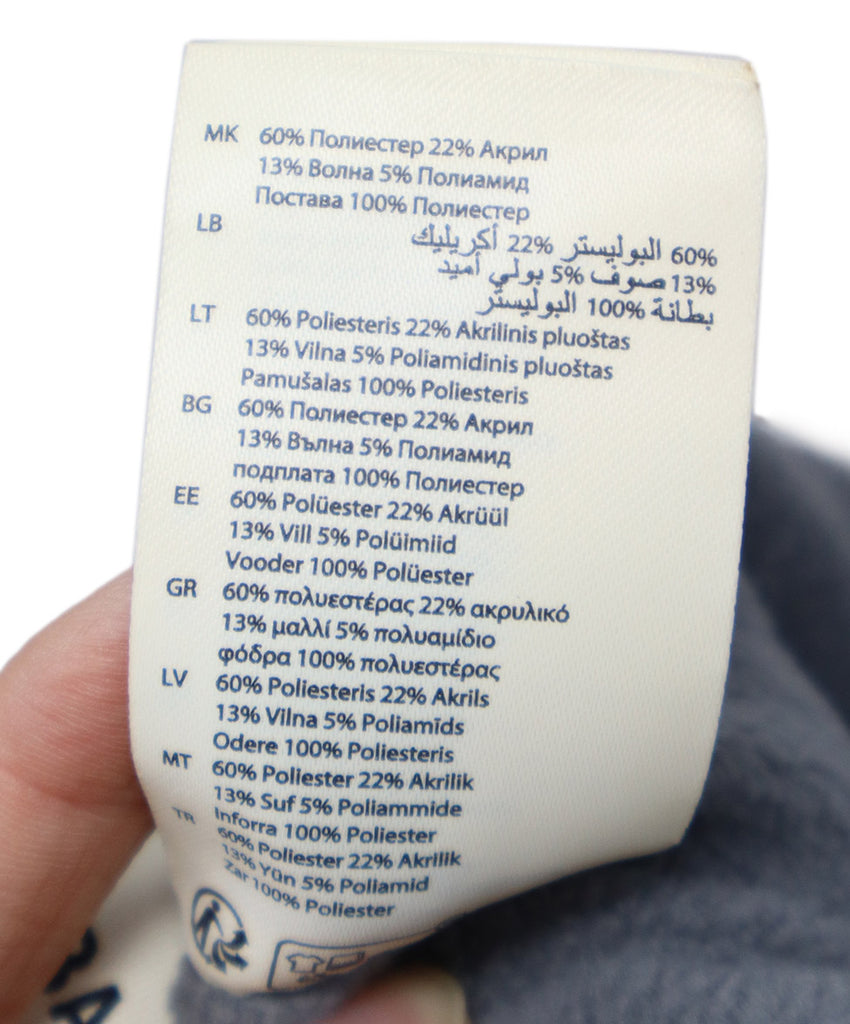 MK 60% Полиестер 22% Акрил
13% Волна 5% Полиамид
Постава 100% Полиестер
LB 60% البوليستر 22% أكريليك
13% صوف 5% بولي أميد
بطانة 100% البوليستر
LT 60% Poliesteris 22% Akrilinis pluoštas
13% Vilna 5% Poliamidinis pluoštas
Pamušalas 100% Poliesteris
BG 60% Полиестер 22% Акрил
13% Вълна 5% Полиамид
подплата 100% Полиестер
EE 60% Polüester 22% Akrüül
13% Vill 5% Polüimiid
Vooder 100% Polüester
GR 60% πολυεστέρας 22% ακρυλικό
13% μαλλί 5% πολυαμίδιο
φόδρα 100% πολυεστέρας
LV 60% Poliesteris 22% Akrils
13% Vilna 5% Poliamīds
Odere 100% Poliesteris
MT 60% Poliester 22% Akrilik
13% Suf 5% Poliammide
Inforra 100% Poliester
TR 60% Poliester 22% Akrilik
13% Yün 5% Poliamid
Zar 100% Poliester